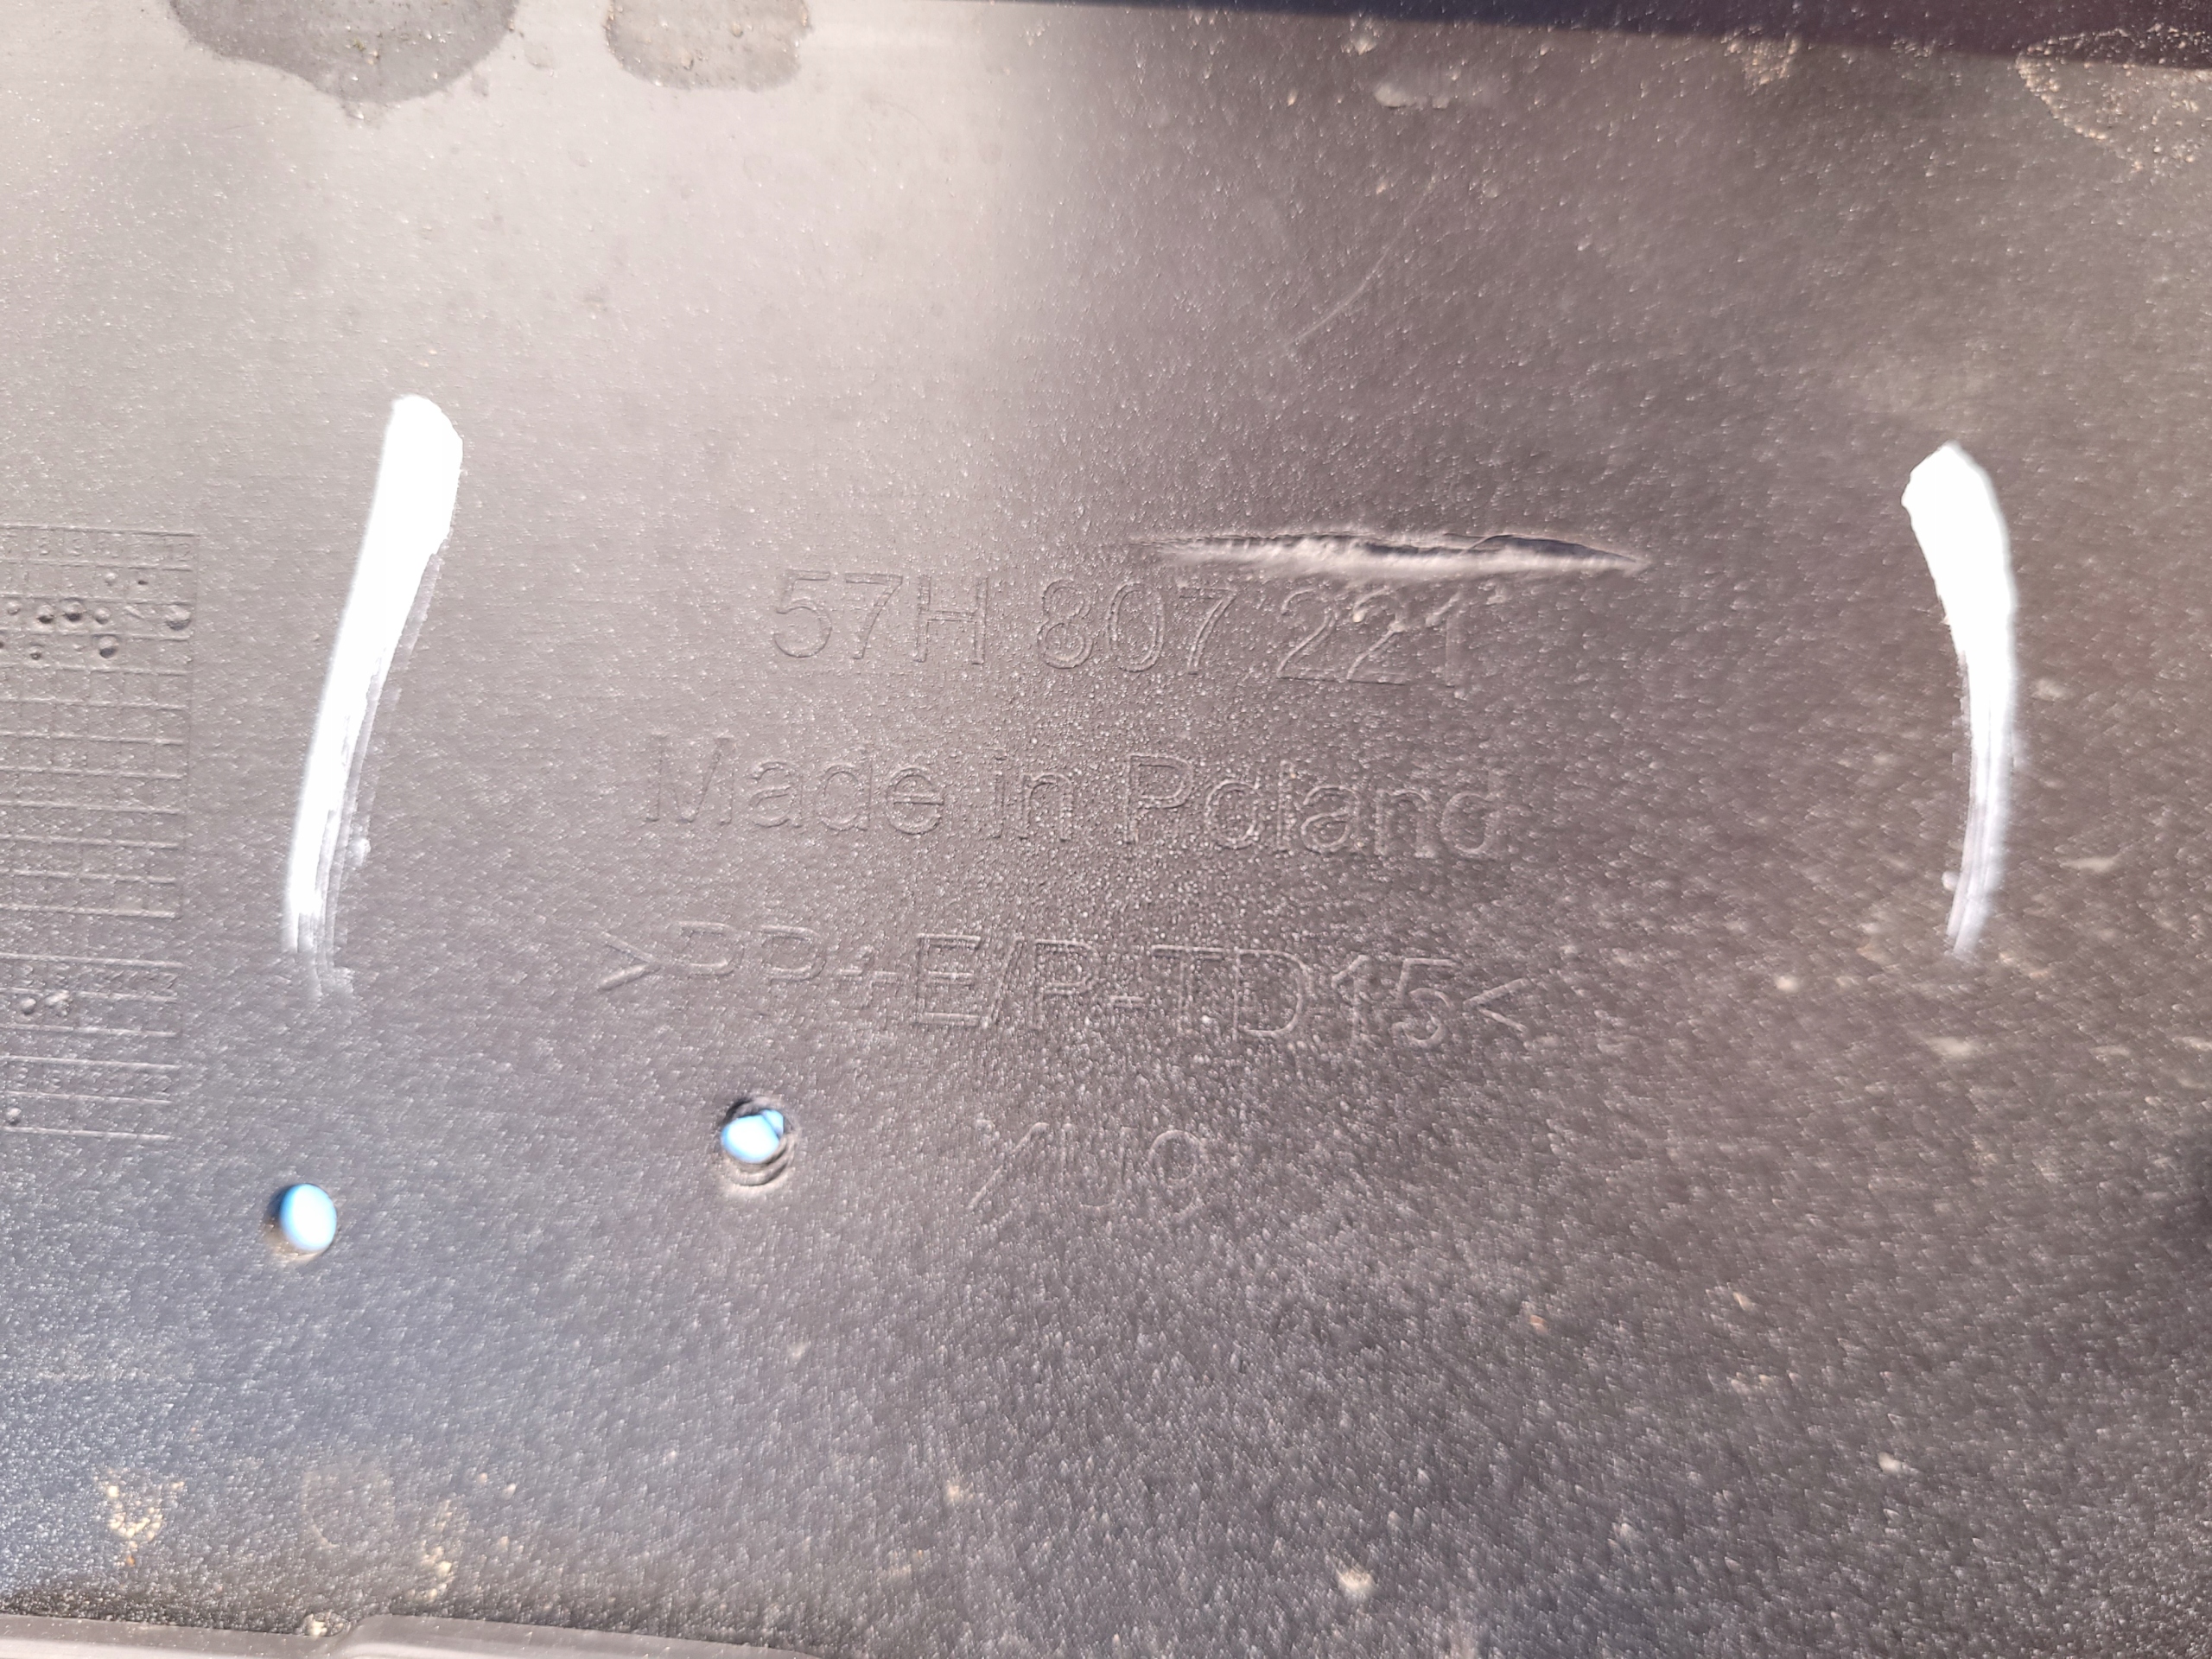 57H 807 221
Made in Poland
>PP+E/P-TD15<